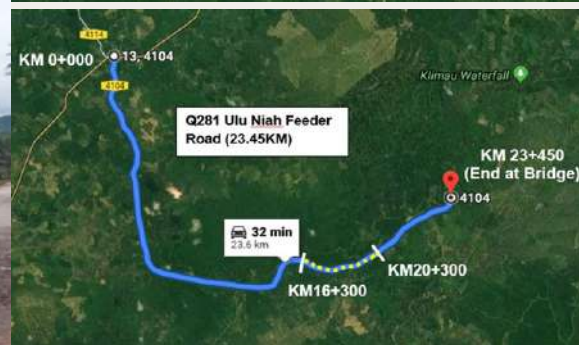 4114
KM 0+000
13, 4104
4104
Klimau Waterfall
Q281 Ulu Niah Feeder
Road (23.45KM)
KM 23+450
(End at Bridge)
4104
32 min
23.6 km
KM20+300
KM16+300